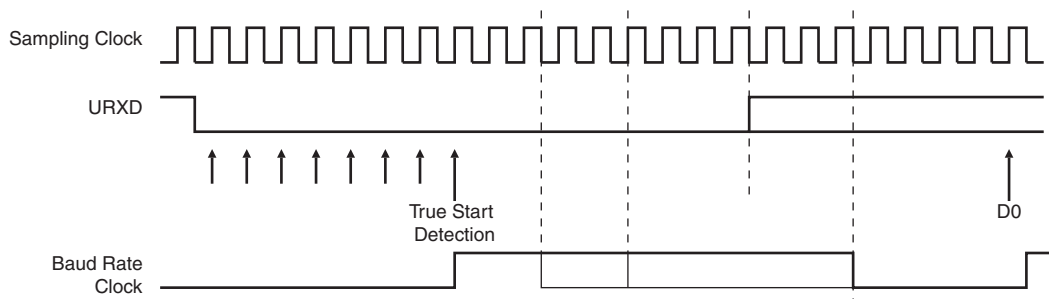 Sampling Clock
URXD
True Start
Detection
D0
Baud Rate
Clock